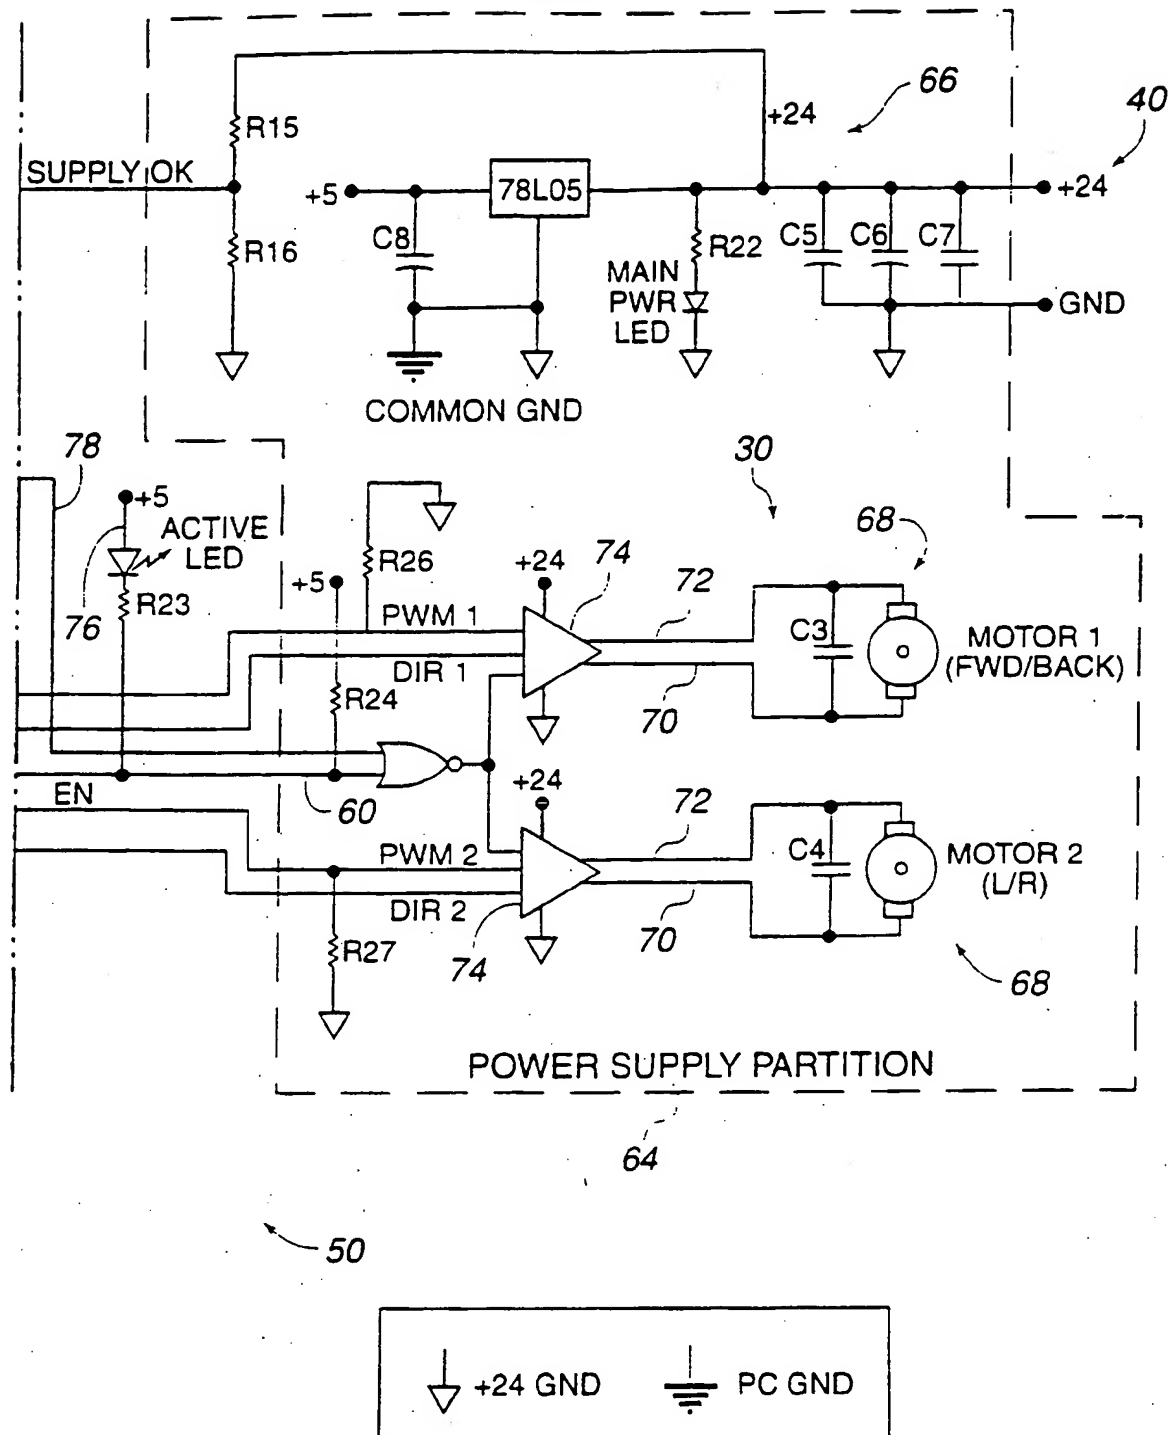 66
40
+24
R15
SUPPLY OK
+5
78L05
+24
R16
C8
R22
C5
C6
C7
MAIN
PWR
LED
GND
COMMON GND
78
+5
ACTIVE
LED
30
68
R26
+24
74
72
+5
76
R23
PWM 1
C3
MOTOR 1
(FWD/BACK)
DIR 1
R24
70
+24
EN
60
72
PWM 2
C4
MOTOR 2
(L/R)
DIR 2
R27
74
70
68
POWER SUPPLY PARTITION
64
50
+24 GND
PC GND